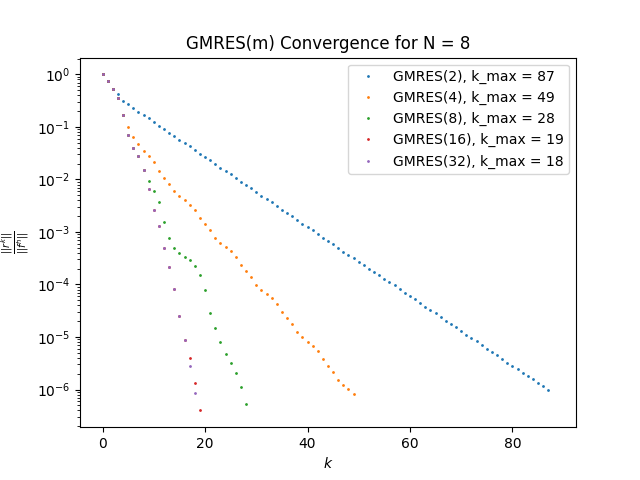 GMRES(m) Convergence for N = 8
10⁰
10⁻¹
10⁻²
10⁻³
10⁻⁴
10⁻⁵
10⁻⁶
||rᵏ||
||fʰ||
0
20
40
60
80
k
GMRES(2), k_max = 87
GMRES(4), k_max = 49
GMRES(8), k_max = 28
GMRES(16), k_max = 19
GMRES(32), k_max = 18